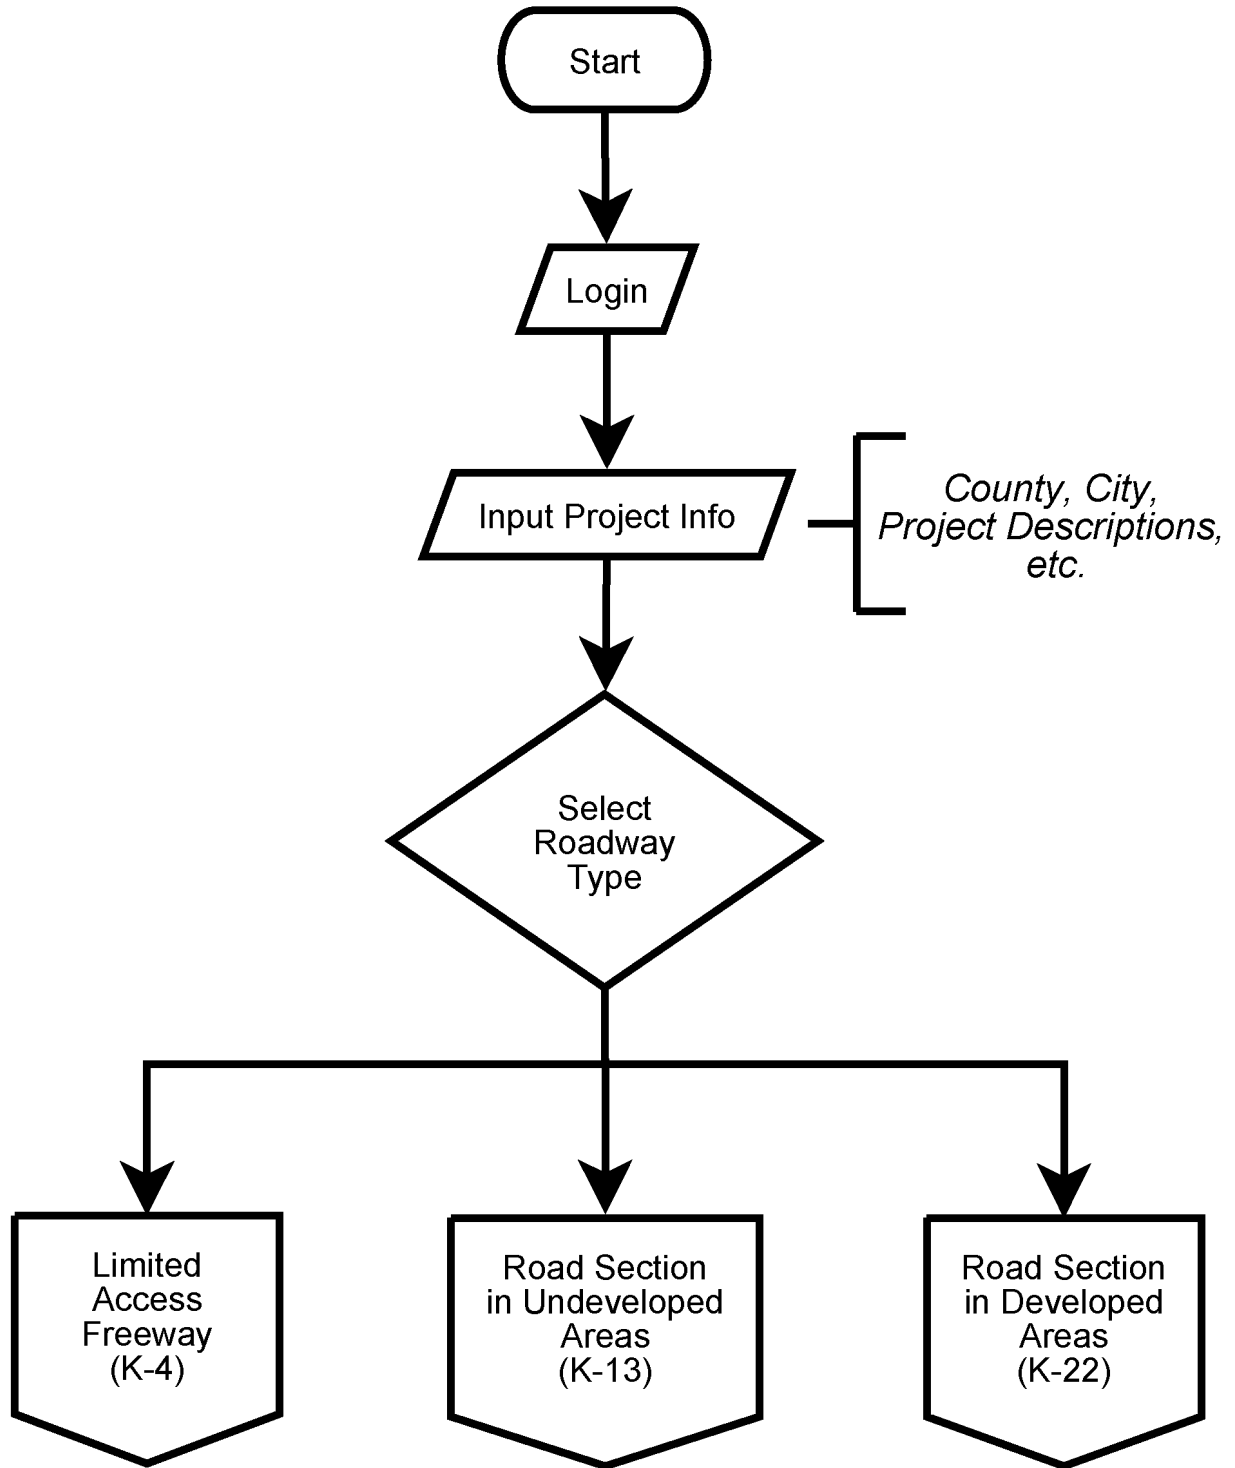 Start
Login
Input Project Info
County, City,
Project Descriptions,
etc.
Select
Roadway
Type
Limited
Access
Freeway
(K-4)
Road Section
in Undeveloped
Areas
(K-13)
Road Section
in Developed
Areas
(K-22)